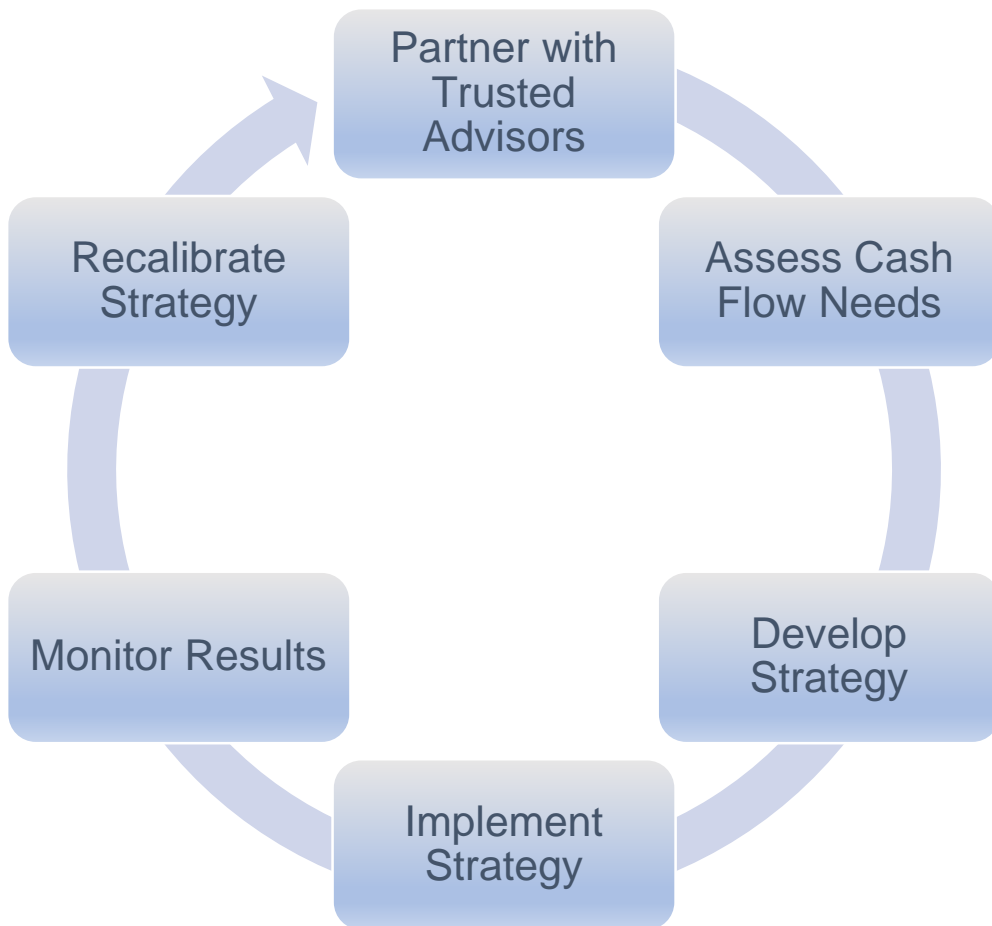 Partner with
Trusted
Advisors
Assess Cash
Flow Needs
Develop
Strategy
Implement
Strategy
Monitor Results
Recalibrate
Strategy